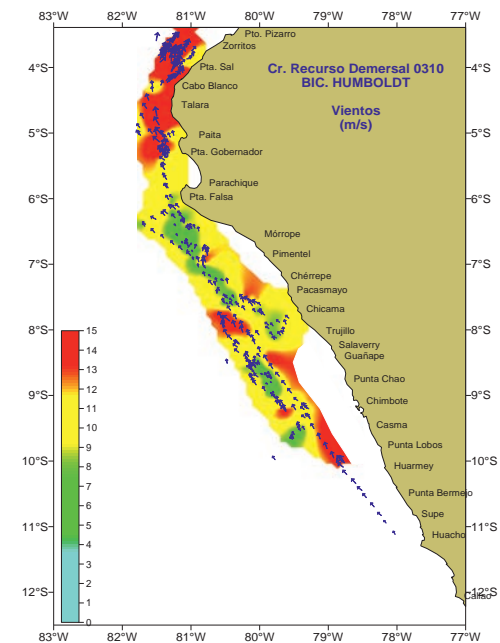 83°W 82°W 81°W 80°W 79°W 78°W 77°W
Pto. Pizarro
Zorritos
4°S 4°S
Pta. Sal
Cr. Recurso Demersal 0310
BIC. HUMBOLDT
Cabo Blanco
Talara
Vientos
(m/s)
5°S 5°S
Paita
Pta. Gobernador
Parachique
6°S 6°S
Pta. Falsa
Mórrope
Pimentel
7°S 7°S
Chérrepe
Pacasmayo
Chicama
8°S 8°S
Trujillo
Salaverry
Guañape
Punta Chao
9°S 9°S
Chimbote
Casma
Punta Lobos
10°S 10°S
Huarmey
Punta Bermejo
Supe
11°S 11°S
Huacho
12°S 12°S
Callao
15
14
13
12
11
10
9
8
7
6
5
4
3
2
1
0
83°W 82°W 81°W 80°W 79°W 78°W 77°W